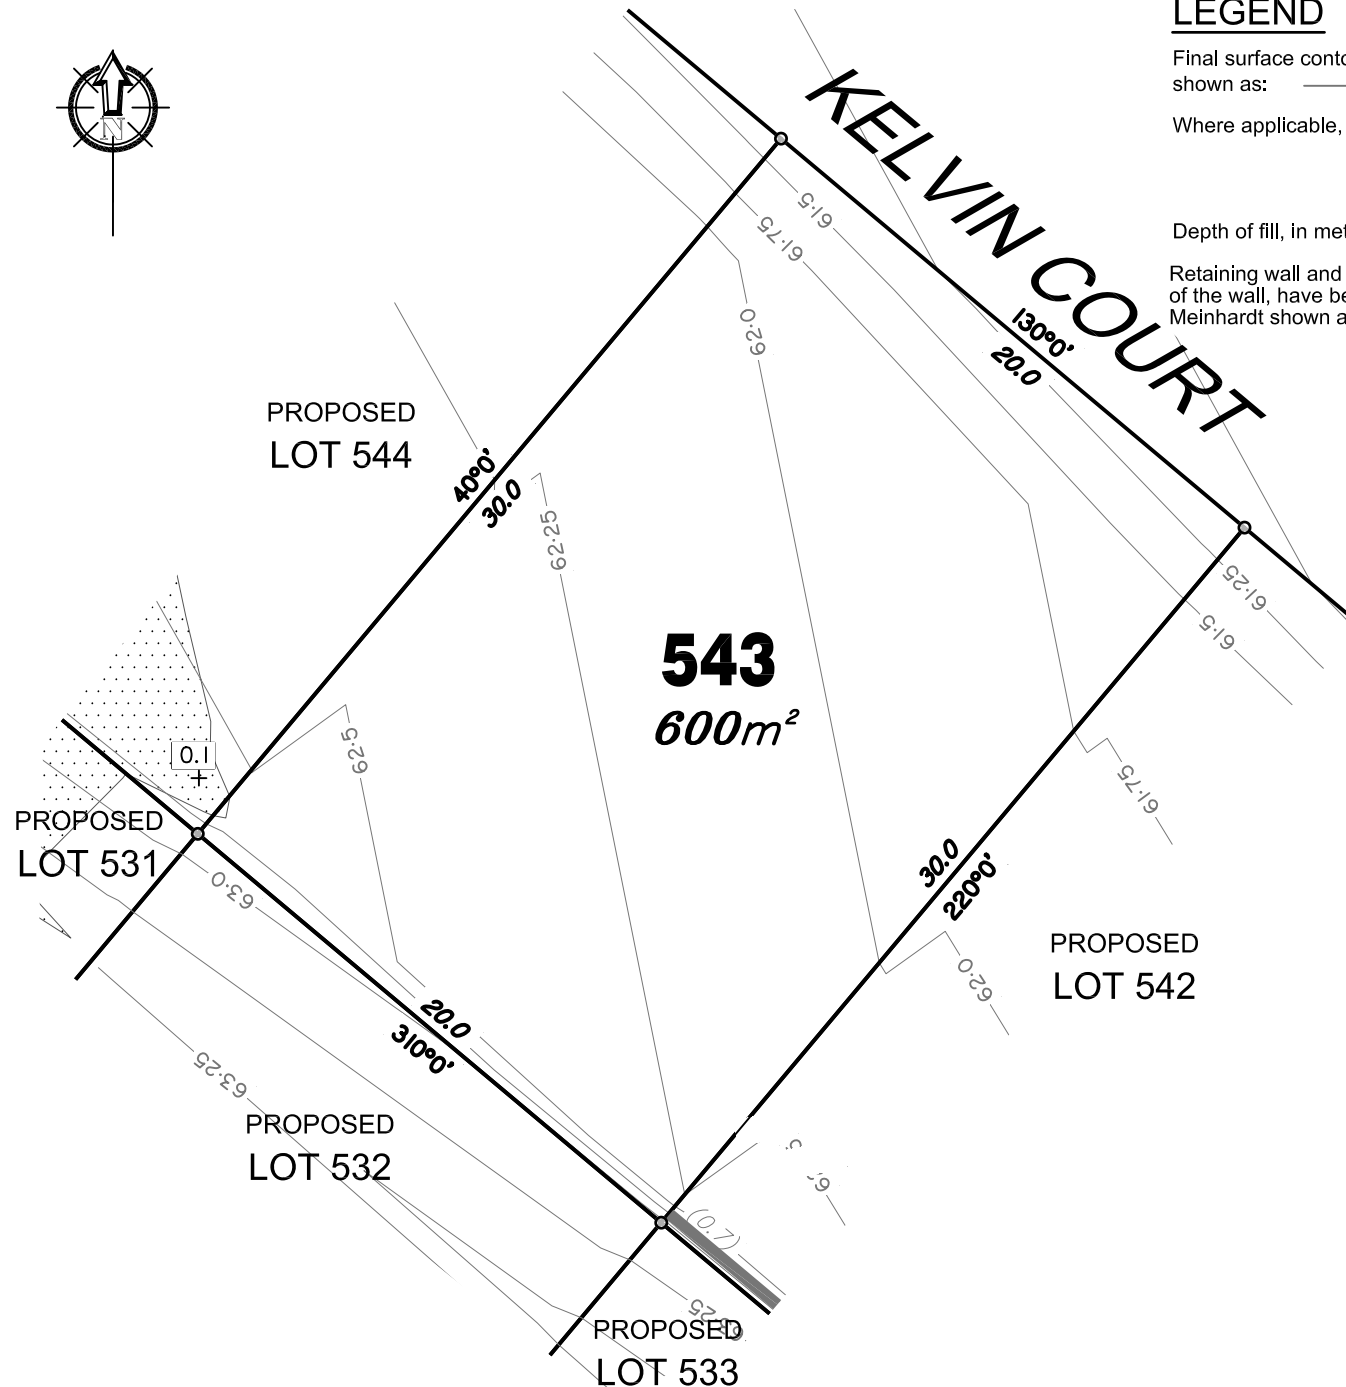 LEGEND
Final surface
shown as:
Where applicable,
Depth of fill, in
Retaining wall and
of the wall, have
Meinhardt shown
N
KELVIN COURT
61·5
61·75
62·0
130°0'
20.0
PROPOSED
LOT 544
40°0'
30.0
62·25
61·25
61·5
543
600m²
62·5
0.1
61·75
PROPOSED
LOT 531
63·0
30.0
220°0'
PROPOSED
LOT 542
62·0
20.0
310°0'
63·25
PROPOSED
LOT 532
(0.7)
63·25
PROPOSED
LOT 533